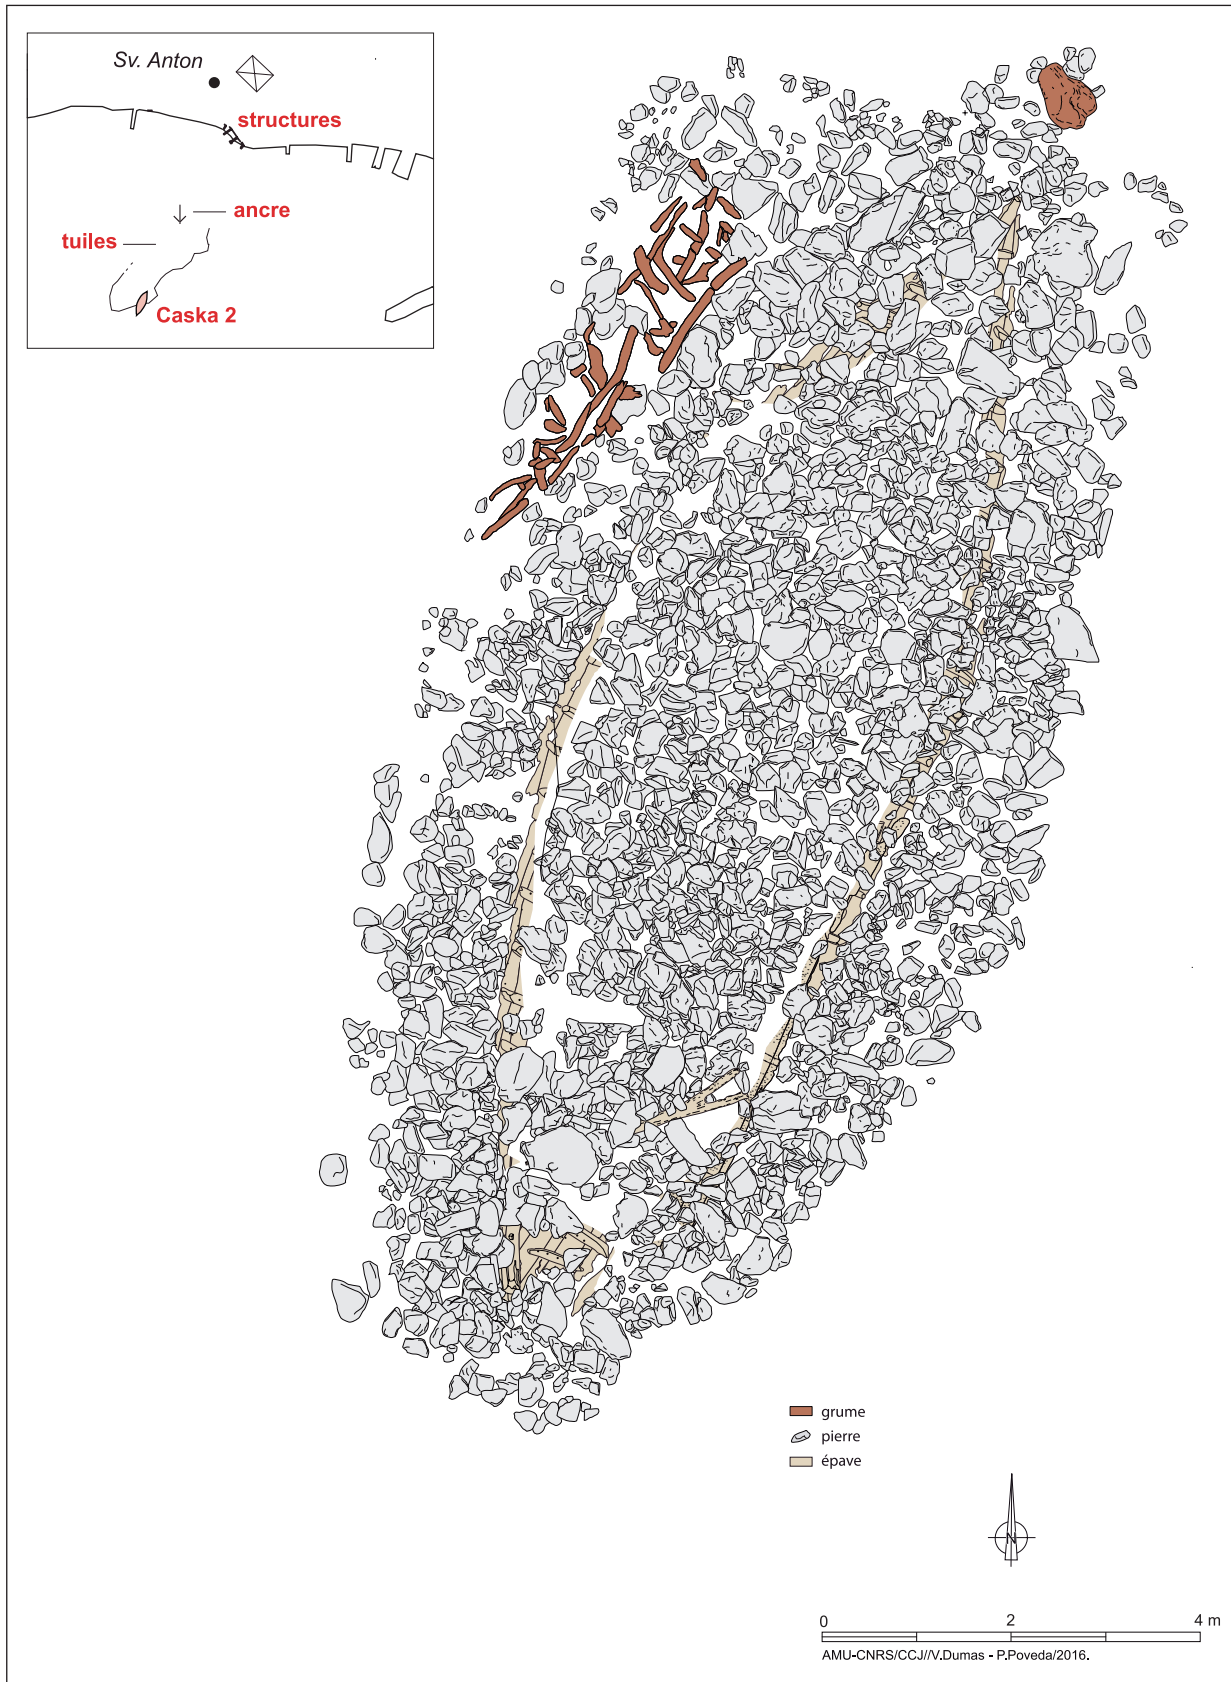 Sv. Anton
structures
ancre
tuiles
Caska 2
grume
pierre
épave
N
0 2 4 m
AMU-CNRS/CCJ//V.Dumas - P.Poveda/2016.